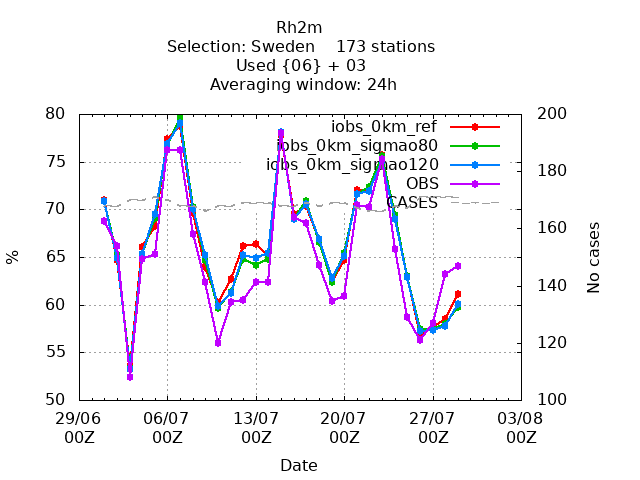 Rh2m
Selection: Sweden 173 stations
Used {06} + 03
Averaging window: 24h
80
75
70
65
60
55
50
%
200
180
160
140
120
100
No cases
iobs_0km_ref
iobs_0km_sigmao80
iobs_0km_sigmao120
OBS
CASES
29/06 06/07 13/07 20/07 27/07 03/08
00Z 00Z 00Z 00Z 00Z 00Z
Date